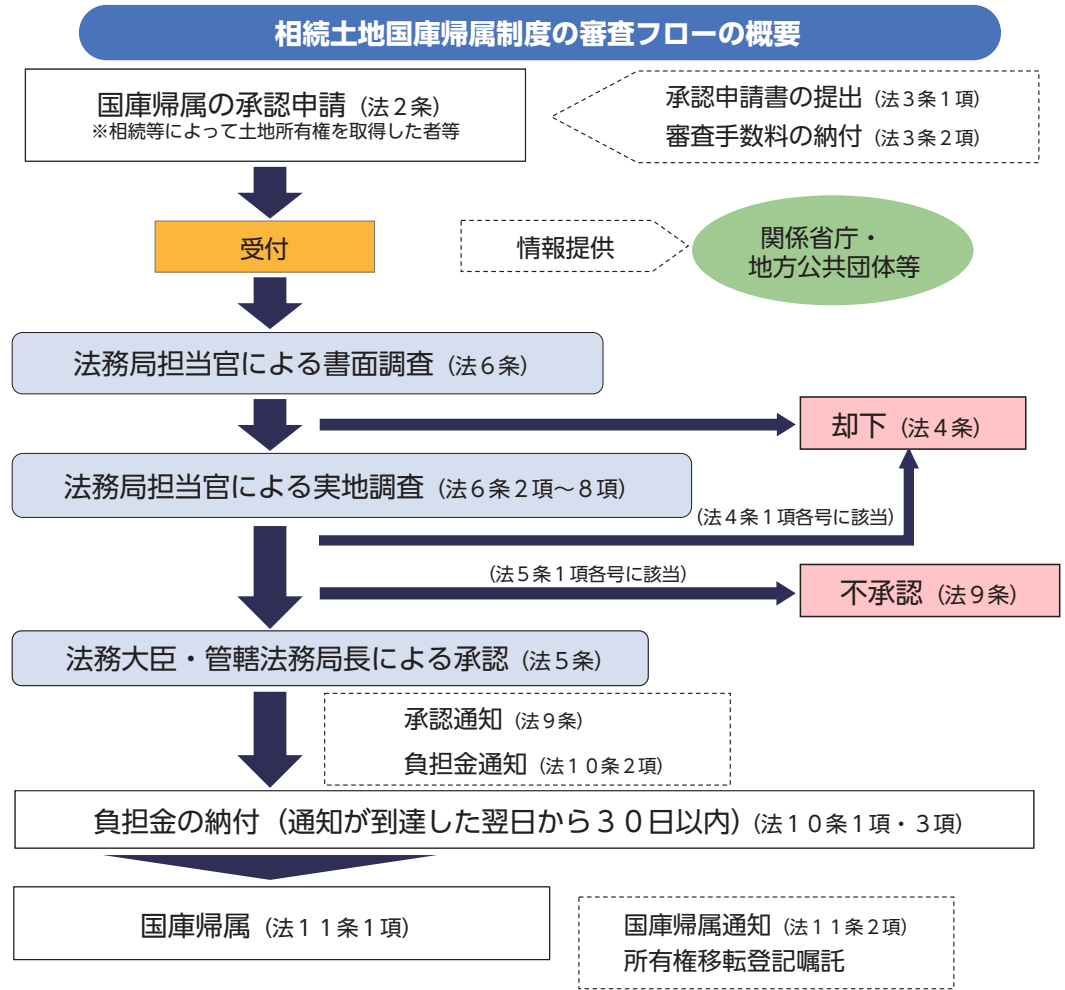 相続土地国庫帰属制度の審査フローの概要
国庫帰属の承認申請（法２条）
※相続等によって土地所有権を取得した者等
承認申請書の提出（法３条１項）
審査手数料の納付（法３条２項）
受付
情報提供
関係省庁・
地方公共団体等
法務局担当官による書面調査（法６条）
却下（法４条）
法務局担当官による実地調査（法６条２項～８項）
（法４条１項各号に該当）
（法５条１項各号に該当）
不承認（法９条）
法務大臣・管轄法務局長による承認（法５条）
承認通知（法９条）
負担金通知（法１０条２項）
負担金の納付（通知が到達した翌日から３０日以内）（法１０条１項・３項）
国庫帰属（法１１条１項）
国庫帰属通知（法１１条２項）
所有権移転登記嘱託